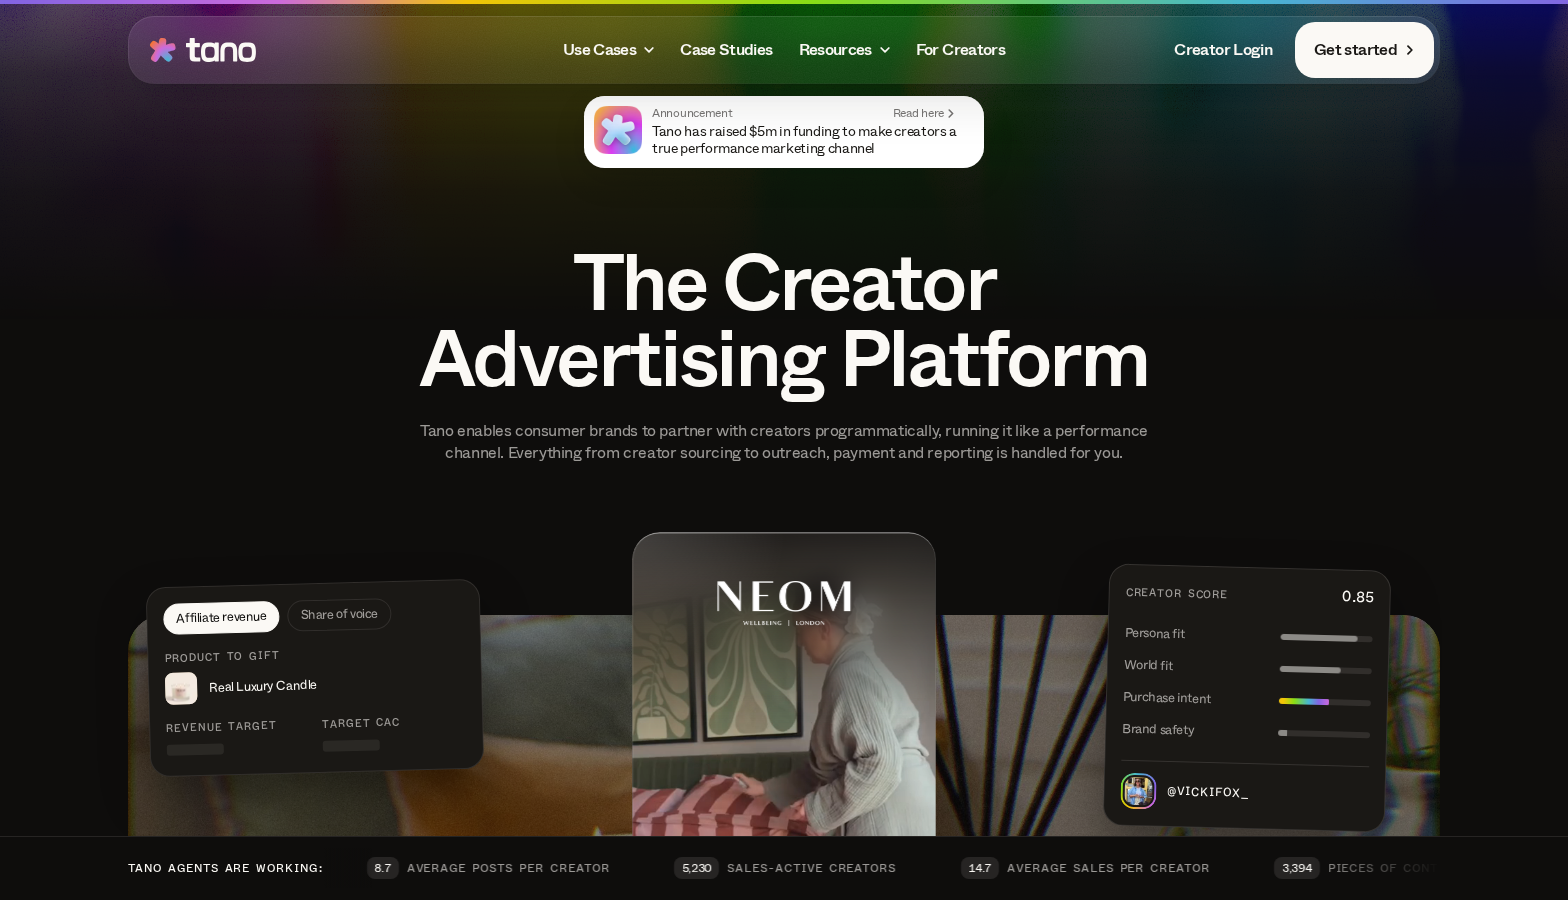 tano
Use Cases
Case Studies
Resources
For Creators
Creator Login
Get started
Announcement
Read here
Tano has raised $5m in funding to make creators a
true performance marketing channel
The Creator
Advertising Platform
Tano enables consumer brands to partner with creators programmatically, running it like a performance
channel. Everything from creator sourcing to outreach, payment and reporting is handled for you.
Affiliate revenue
Share of voice
PRODUCT TO GIFT
Real Luxury Candle
REVENUE TARGET
TARGET CAC
NEOM
WELLBEING | LONDON
CREATOR SCORE
0.85
Persona fit
World fit
Purchase intent
Brand safety
@VICKIFOX_
TANO AGENTS ARE WORKING:
8.7 AVERAGE POSTS PER CREATOR
5,230 SALES-ACTIVE CREATORS
14.7 AVERAGE SALES PER CREATOR
3,394 PIECES OF CON